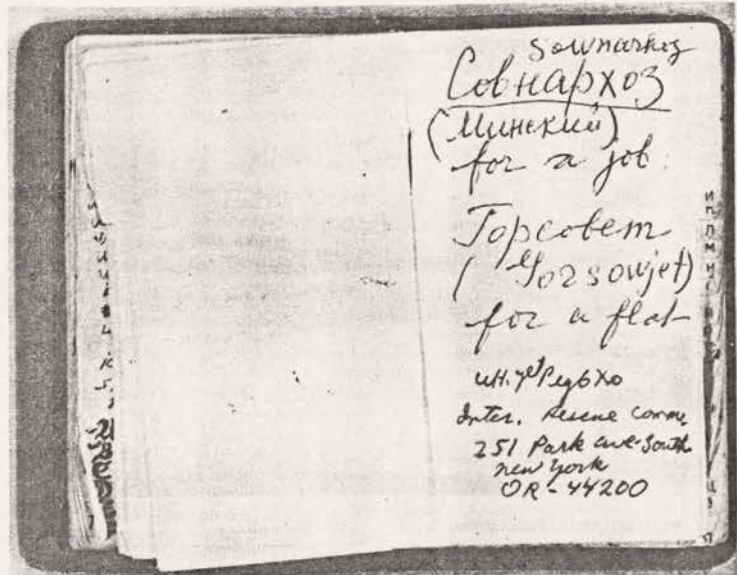 Sownarhoz
Совнархоз
(Минский)
for a job
Горсовет
(Gorsowjet)
for a flat
Inter. Rescue Comm.
251 Park ave South
new york
OR-44200